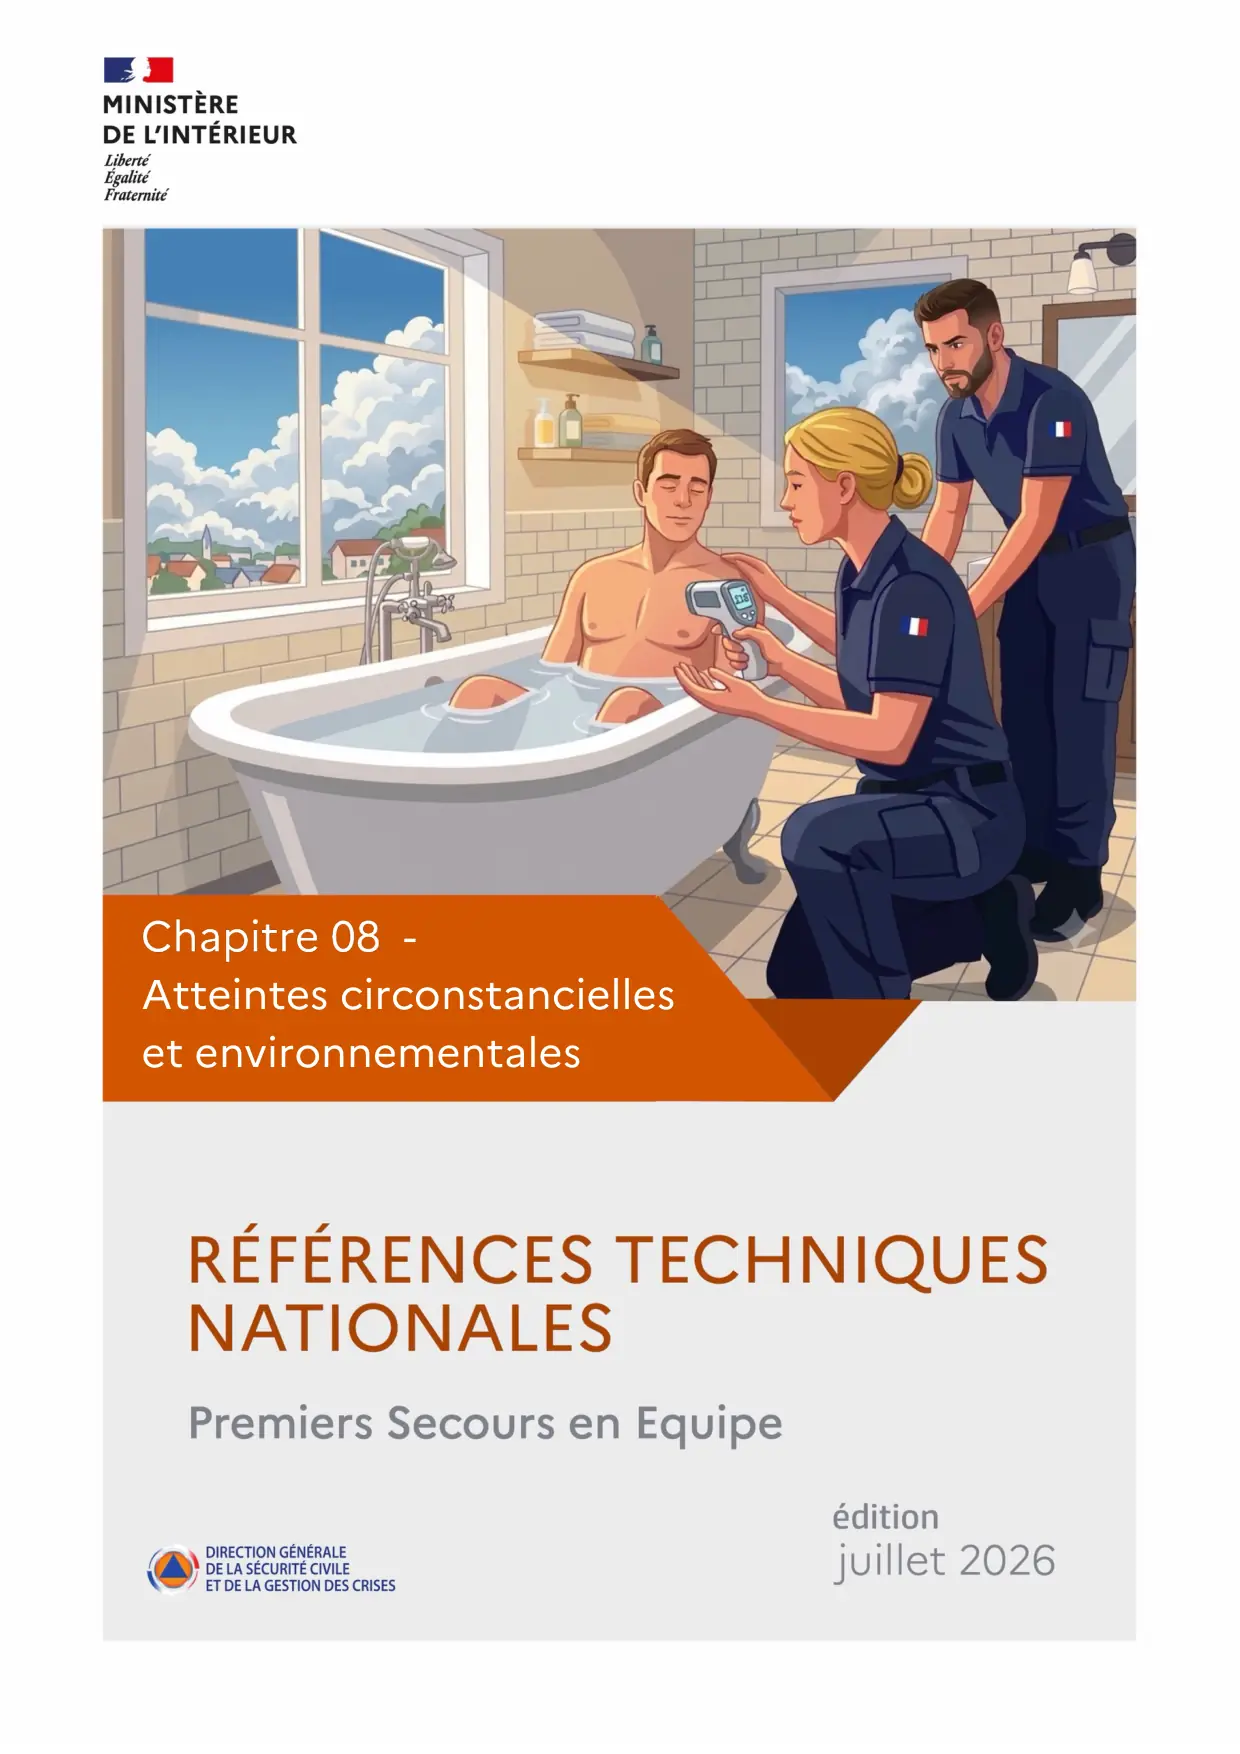 MINISTÈRE
DE L'INTÉRIEUR
Liberté
Égalité
Fraternité
Chapitre 08 -
Atteintes circonstancielles
et environnementales
RÉFÉRENCES TECHNIQUES
NATIONALES
Premiers Secours en Equipe
édition
juillet 2026
DIRECTION GÉNÉRALE
DE LA SÉCURITÉ CIVILE
ET DE LA GESTION DES CRISES